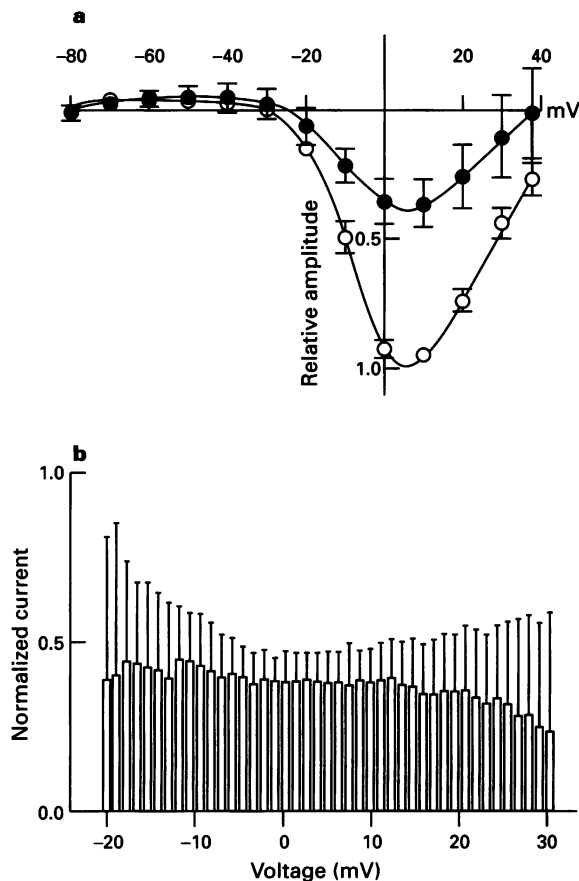 a
−80 −60 −40 −20 20 40
mV
Relative amplitude
0.5
1.0
b
1.0
0.5
0.0
Normalized current
−20 −10 0 10 20 30
Voltage (mV)